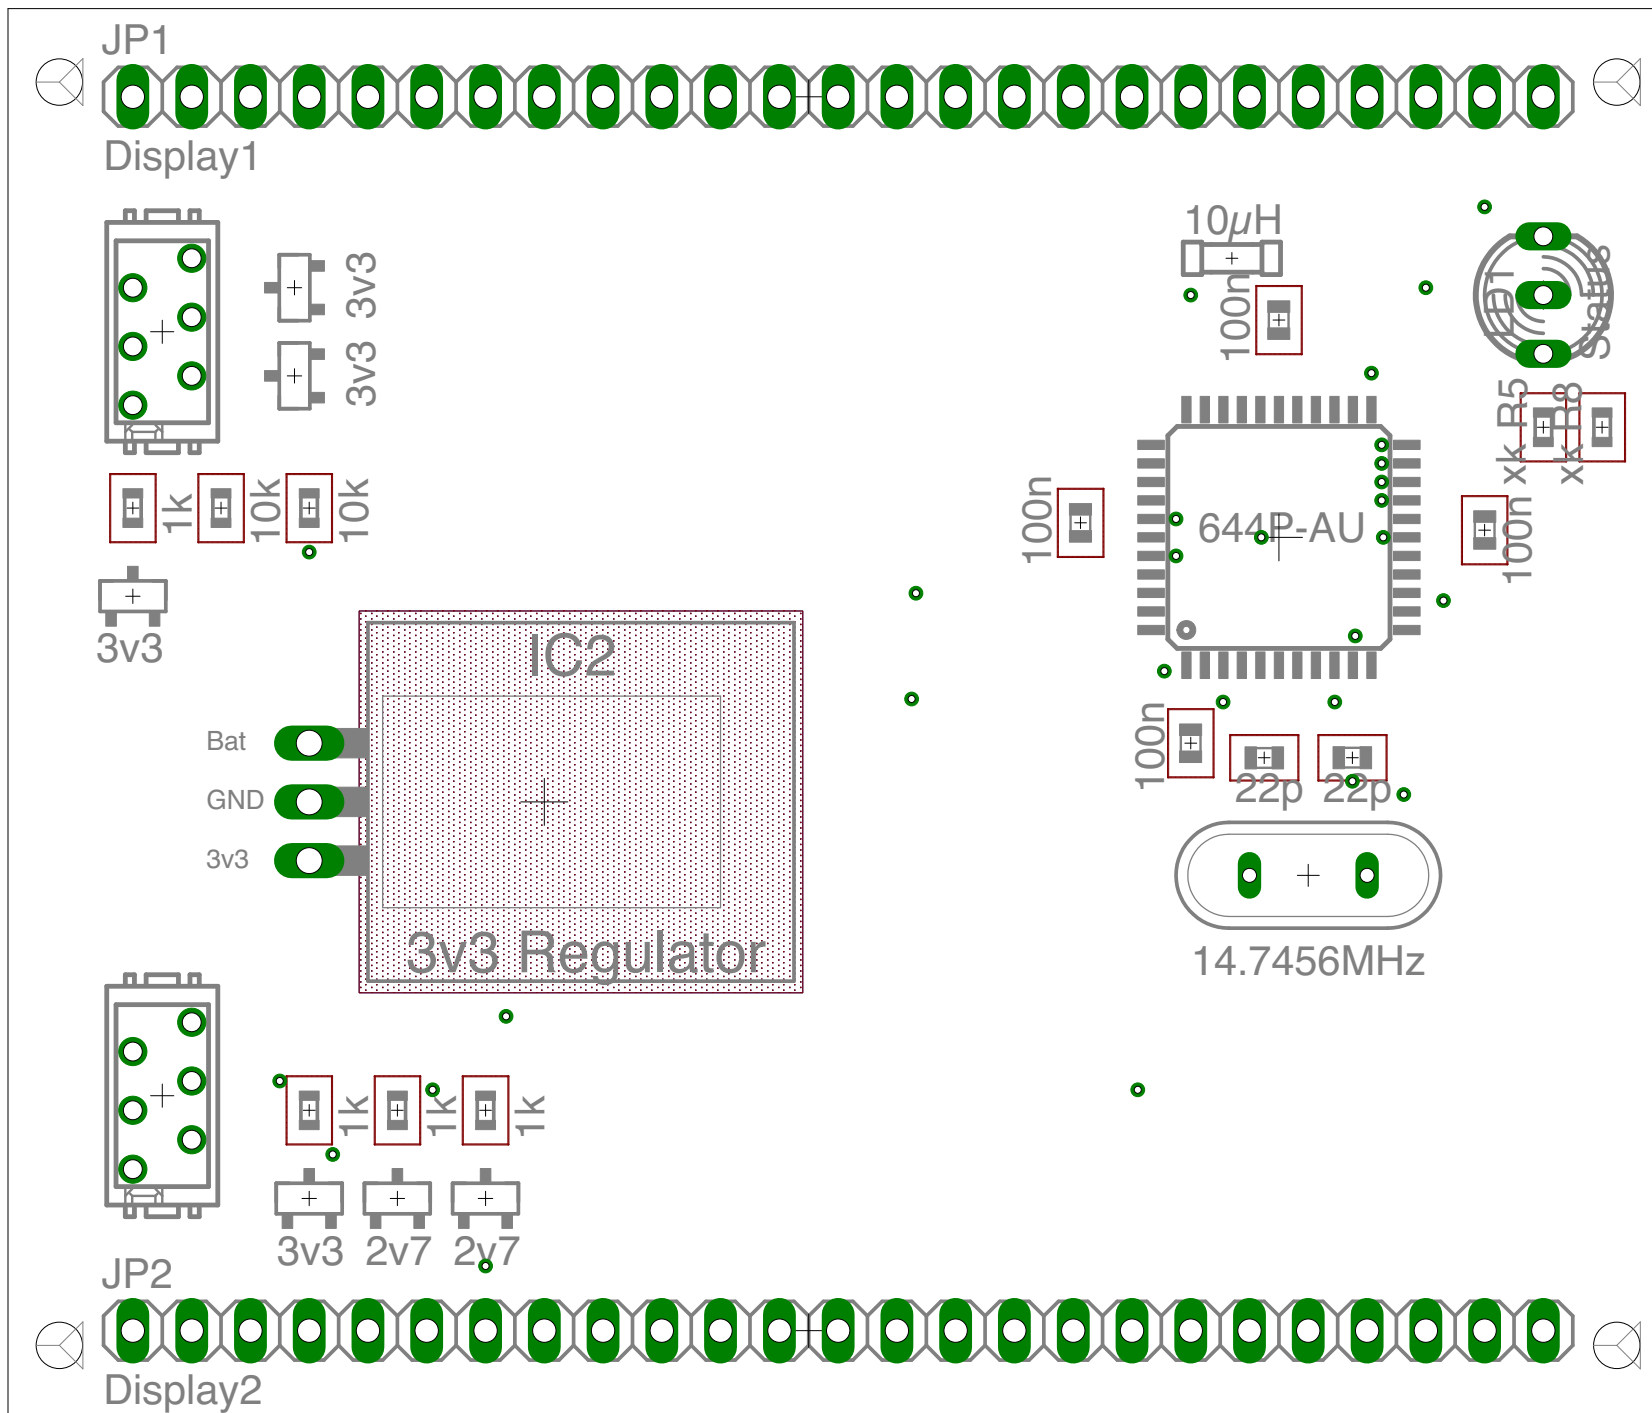 JP1
Display1
10µH
3v3
100n
LED1
Status
3v3
xk R5
xk R8
1k
10k
10k
100n
644P-AU
100n
3v3
IC2
Bat
100n
GND
22p
22p
3v3
3v3 Regulator
14.7456MHz
1k
1k
1k
3v3
2v7
2v7
JP2
Display2